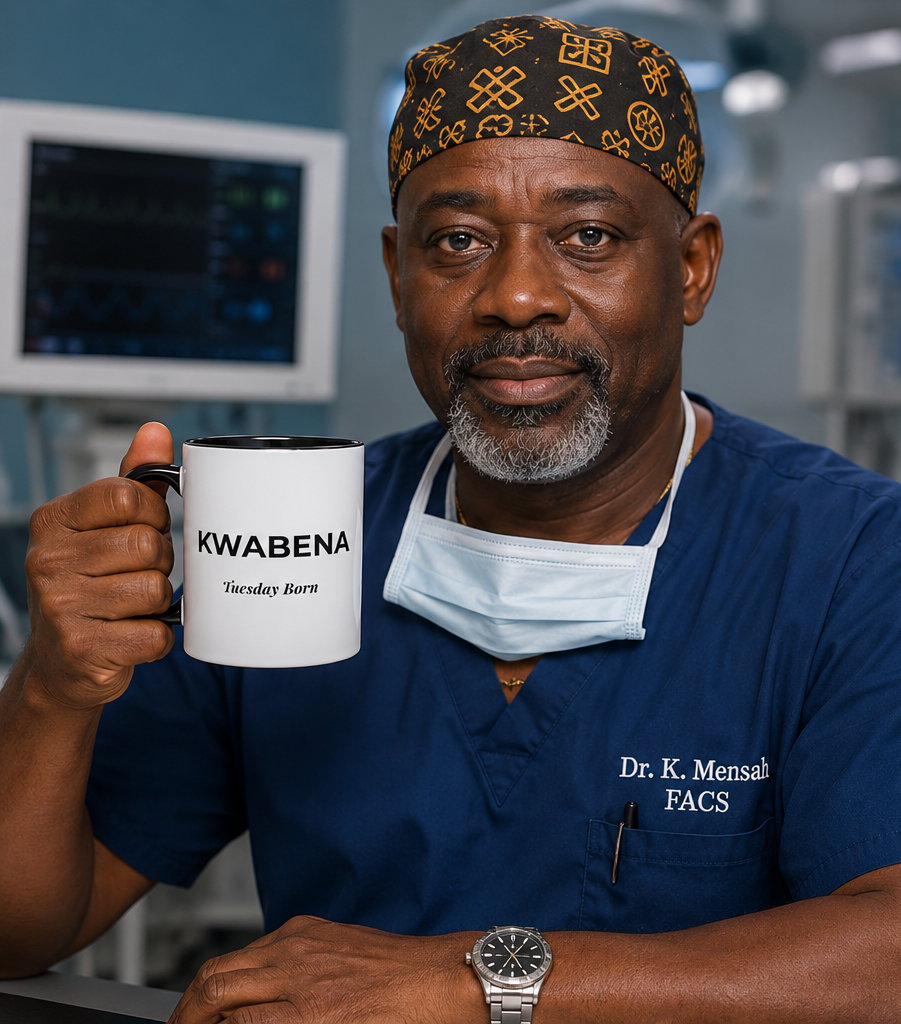 KWABENA
Tuesday Born
Dr. K. Mensah
FACS